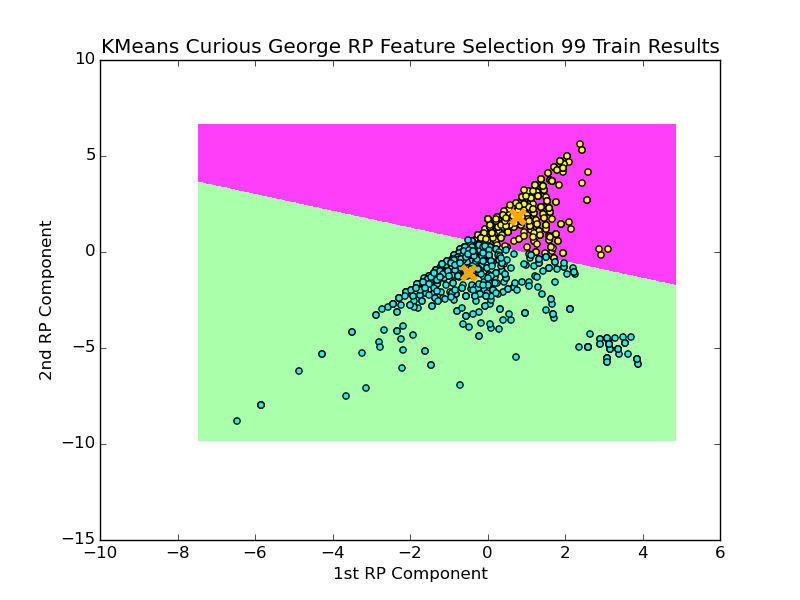 KMeans Curious George RP Feature Selection 99 Train Results
10
5
0
−5
−10
−15
2nd RP Component
−10 −8 −6 −4 −2 0 2 4 6
1st RP Component